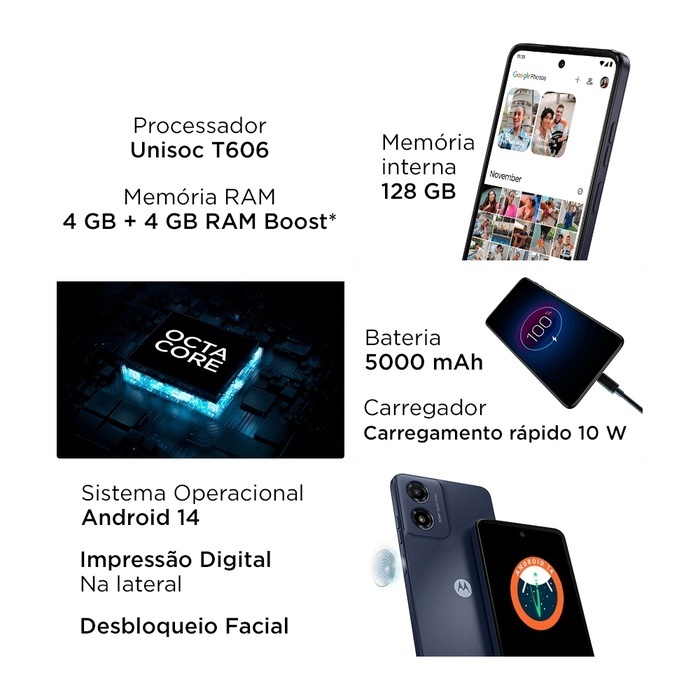 Processador
Unisoc T606
Memória RAM
4 GB + 4 GB RAM Boost*
Memória
interna
128 GB
11:35
Google Photos
November
OCTA
CORE
Bateria
5000 mAh
100%
Carregador
Carregamento rápido 10 W
Sistema Operacional
Android 14
Impressão Digital
Na lateral
Desbloqueio Facial
ANDROID 14